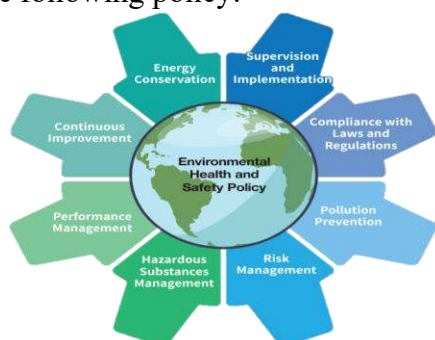 e following policy:
Energy
Conservation
Supervision
and
Implementation
Continuous
Improvement
Compliance with
Laws and
Regulations
Environmental
Health and
Safety Policy
Performance
Management
Pollution
Prevention
Hazardous
Substances
Management
Risk
Management